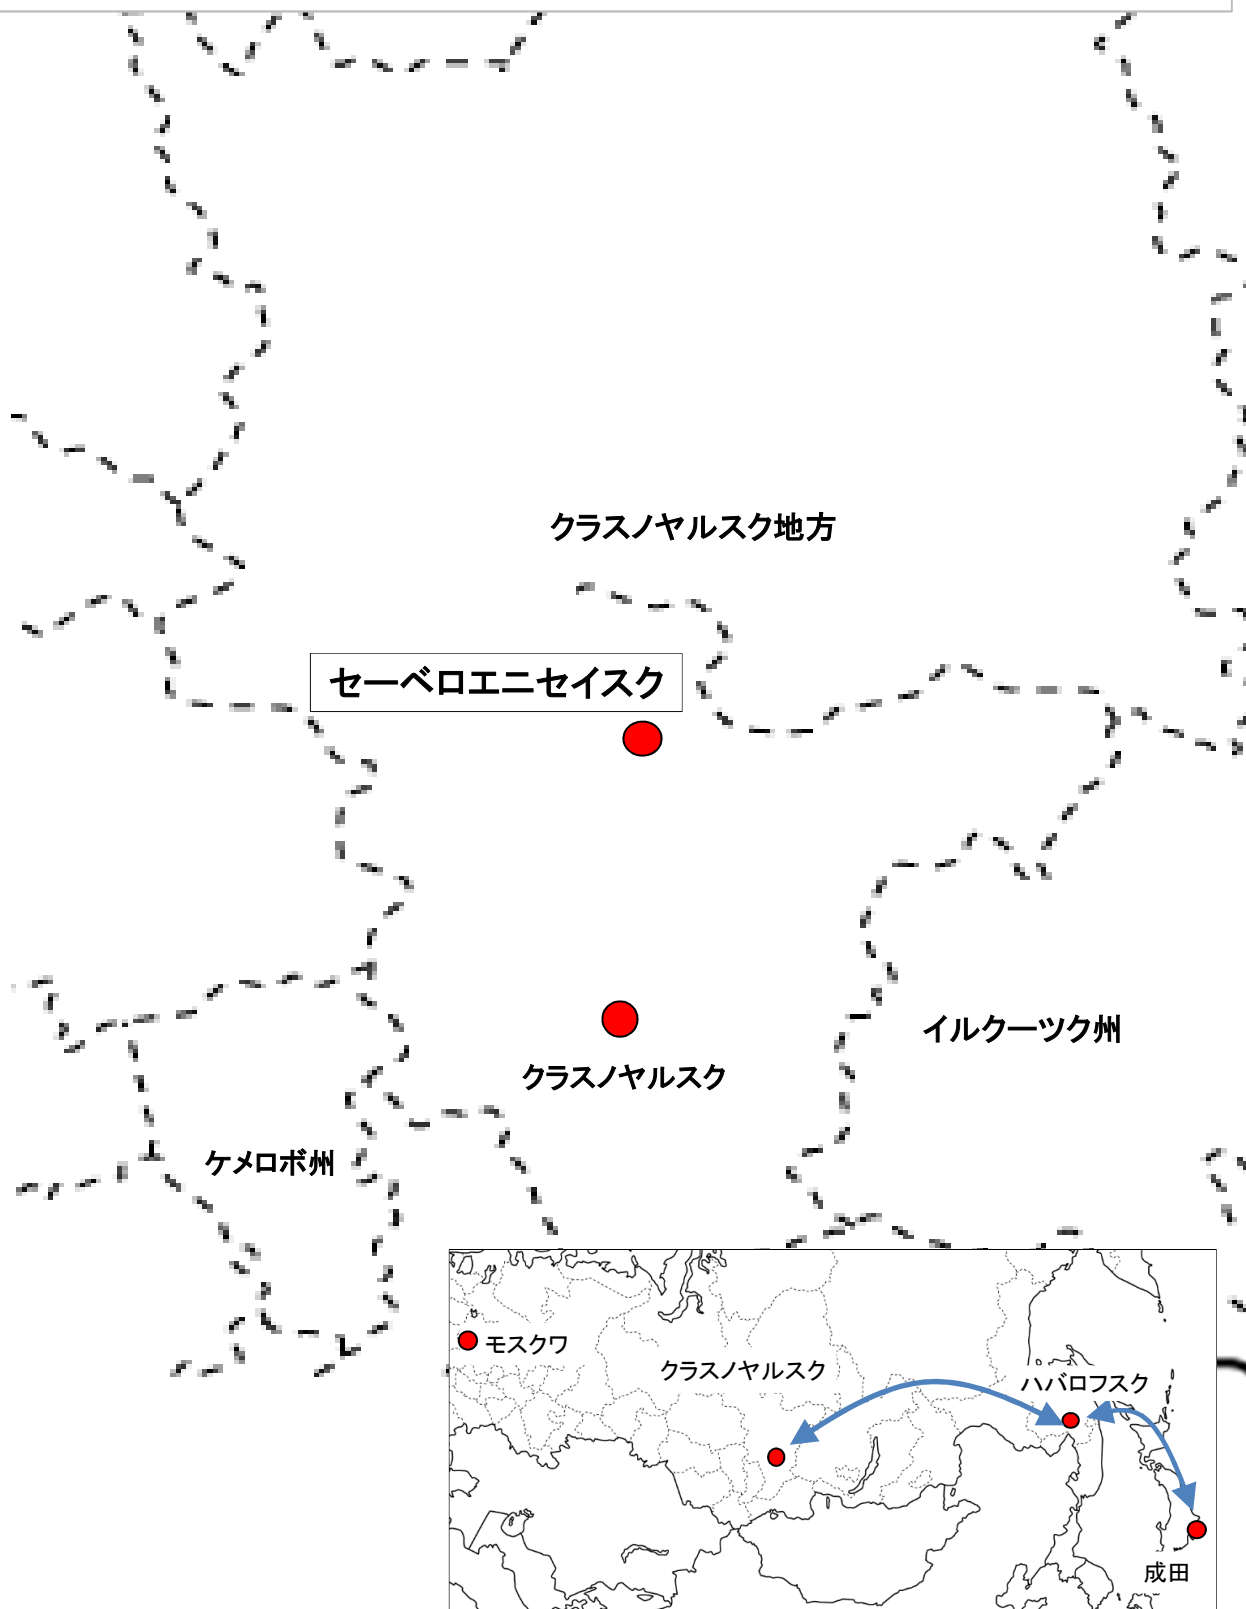 クラスノヤルスク地方
セーベロエニセイスク
イルクーツク州
クラスノヤルスク
ケメロボ州
モスクワ
クラスノヤルスク
ハバロフスク
成田